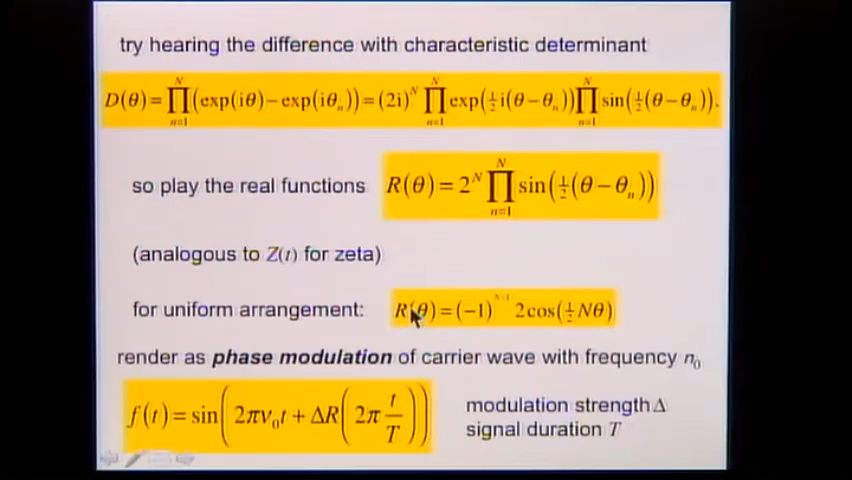 try hearing the difference with characteristic determinant
D(θ)=∏_{n=1}^{N}(exp(iθ)−exp(iθ_n))=(2i)^N ∏_{n=1}^{N}exp(½i(θ−θ_n))∏_{n=1}^{N}sin(½(θ−θ_n)).
so play the real functions R(θ)=2^N ∏_{n=1}^{N}sin(½(θ−θ_n))
(analogous to Z(t) for zeta)
for uniform arrangement: R(θ)=(−1)^{N−1} 2cos(½Nθ)
render as phase modulation of carrier wave with frequency n₀
f(t)=sin(2πν₀t+ΔR(2π t/T))
modulation strength Δ
signal duration T